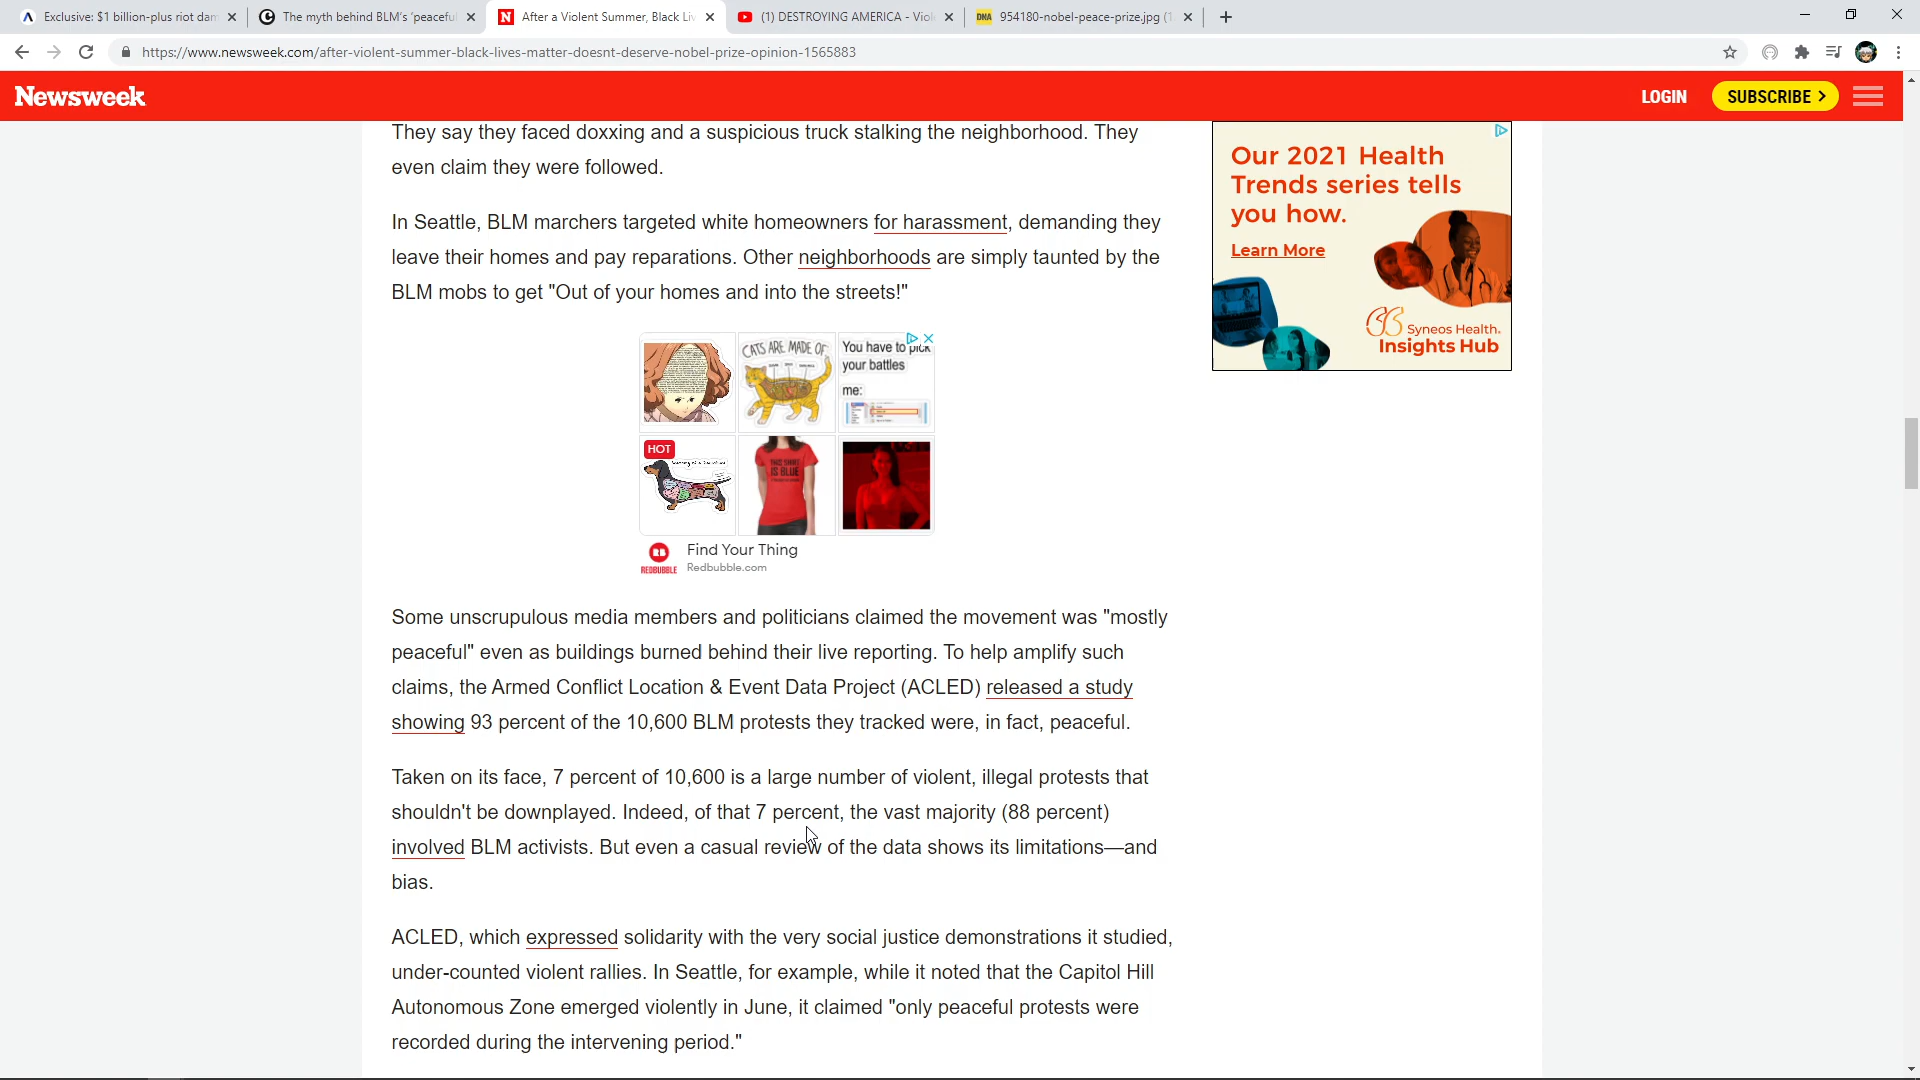 Exclusive: $1 billion-plus riot dam
The myth behind BLM's 'peaceful
After a Violent Summer, Black Liv
(1) DESTROYING AMERICA - Viol
DNA 954180-nobel-peace-prize.jpg (1
https://www.newsweek.com/after-violent-summer-black-lives-matter-doesnt-deserve-nobel-prize-opinion-1565883
Newsweek
LOGIN
SUBSCRIBE >
They say they faced doxxing and a suspicious truck stalking the neighborhood. They
even claim they were followed.
In Seattle, BLM marchers targeted white homeowners for harassment, demanding they
leave their homes and pay reparations. Other neighborhoods are simply taunted by the
BLM mobs to get "Out of your homes and into the streets!"
CATS ARE MADE OF
You have to pick
your battles
me:
HOT
THIS SHIRT
IS BLUE
REDBUBBLE
Find Your Thing
Redbubble.com
Some unscrupulous media members and politicians claimed the movement was "mostly
peaceful" even as buildings burned behind their live reporting. To help amplify such
claims, the Armed Conflict Location & Event Data Project (ACLED) released a study
showing 93 percent of the 10,600 BLM protests they tracked were, in fact, peaceful.
Taken on its face, 7 percent of 10,600 is a large number of violent, illegal protests that
shouldn't be downplayed. Indeed, of that 7 percent, the vast majority (88 percent)
involved BLM activists. But even a casual review of the data shows its limitations—and
bias.
ACLED, which expressed solidarity with the very social justice demonstrations it studied,
under-counted violent rallies. In Seattle, for example, while it noted that the Capitol Hill
Autonomous Zone emerged violently in June, it claimed "only peaceful protests were
recorded during the intervening period."
Our 2021 Health
Trends series tells
you how.
Learn More
Syneos Health.
Insights Hub